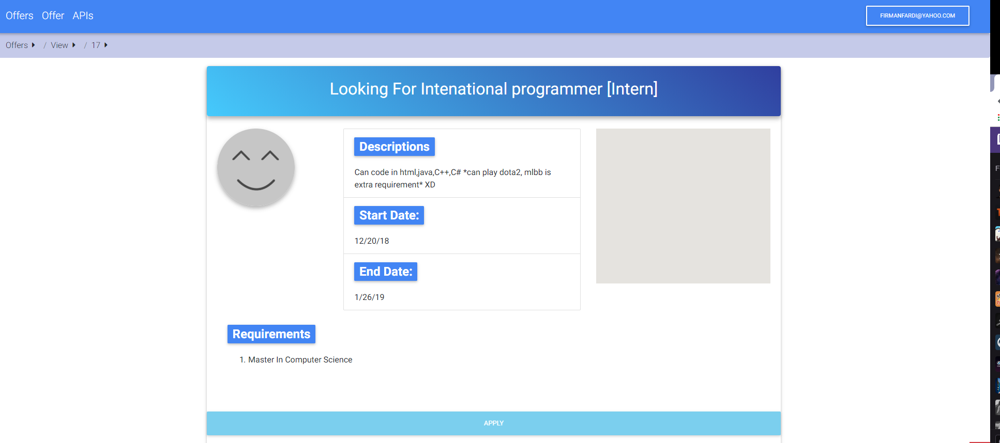 Offers Offer APIs
FIRMANFARDI@YAHOO.COM
Offers / View / 17
Looking For Intenational programmer [Intern]
Descriptions
Can code in html,java,C++,C# *can play dota2, mlbb is
extra requirement* XD
Start Date:
12/20/18
End Date:
1/26/19
Requirements
1. Master In Computer Science
APPLY